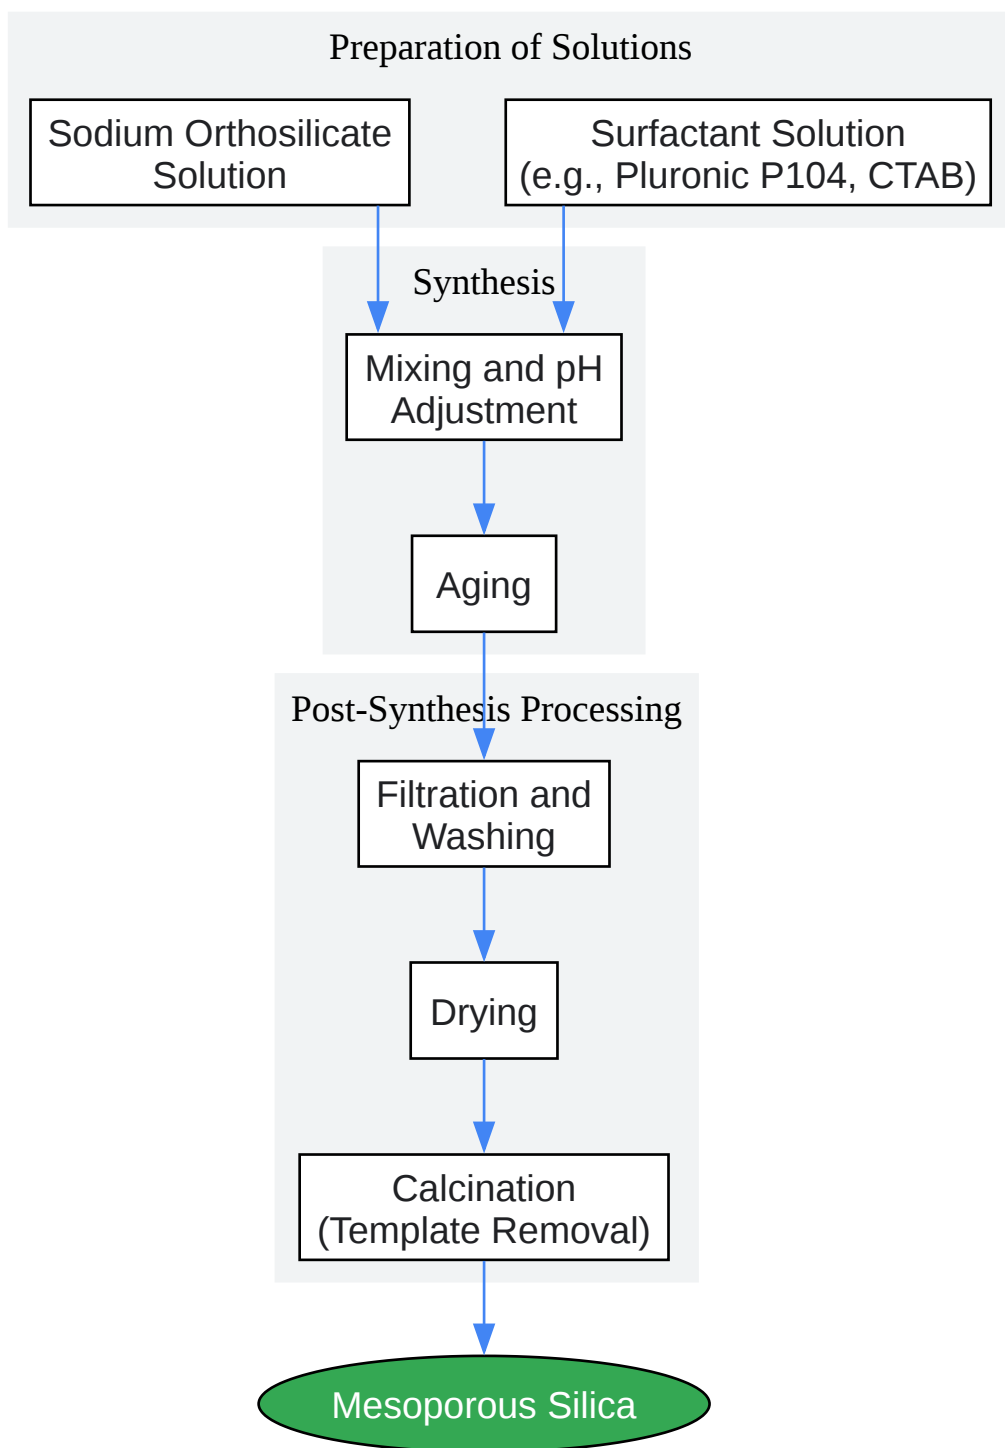 Preparation of Solutions
Sodium Orthosilicate
Solution
Surfactant Solution
(e.g., Pluronic P104, CTAB)
Synthesis
Mixing and pH
Adjustment
Aging
Post-Synthesis Processing
Filtration and
Washing
Drying
Calcination
(Template Removal)
Mesoporous Silica